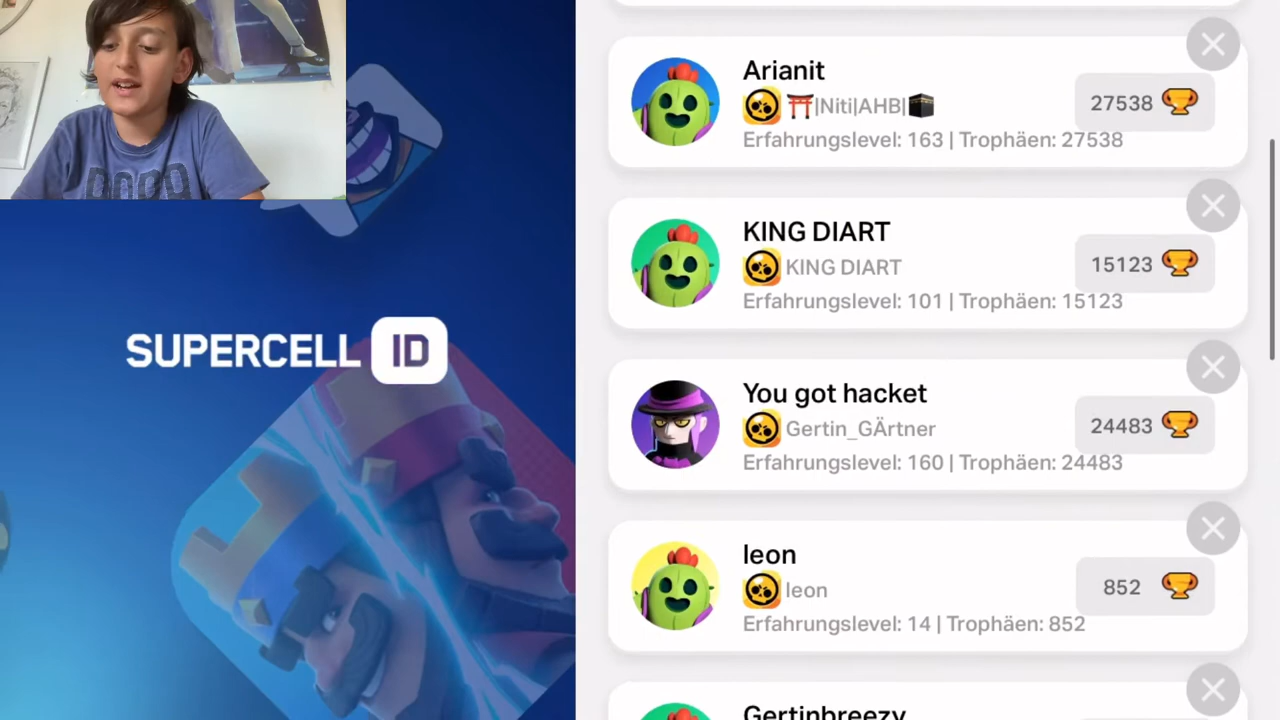 SUPERCELL ID
Arianit
|Niti|AHB|
27538
Erfahrungslevel: 163 | Trophäen: 27538
KING DIART
KING DIART
15123
Erfahrungslevel: 101 | Trophäen: 15123
You got hacket
Gertin_GÄrtner
24483
Erfahrungslevel: 160 | Trophäen: 24483
leon
leon
852
Erfahrungslevel: 14 | Trophäen: 852
Gertinbreezy